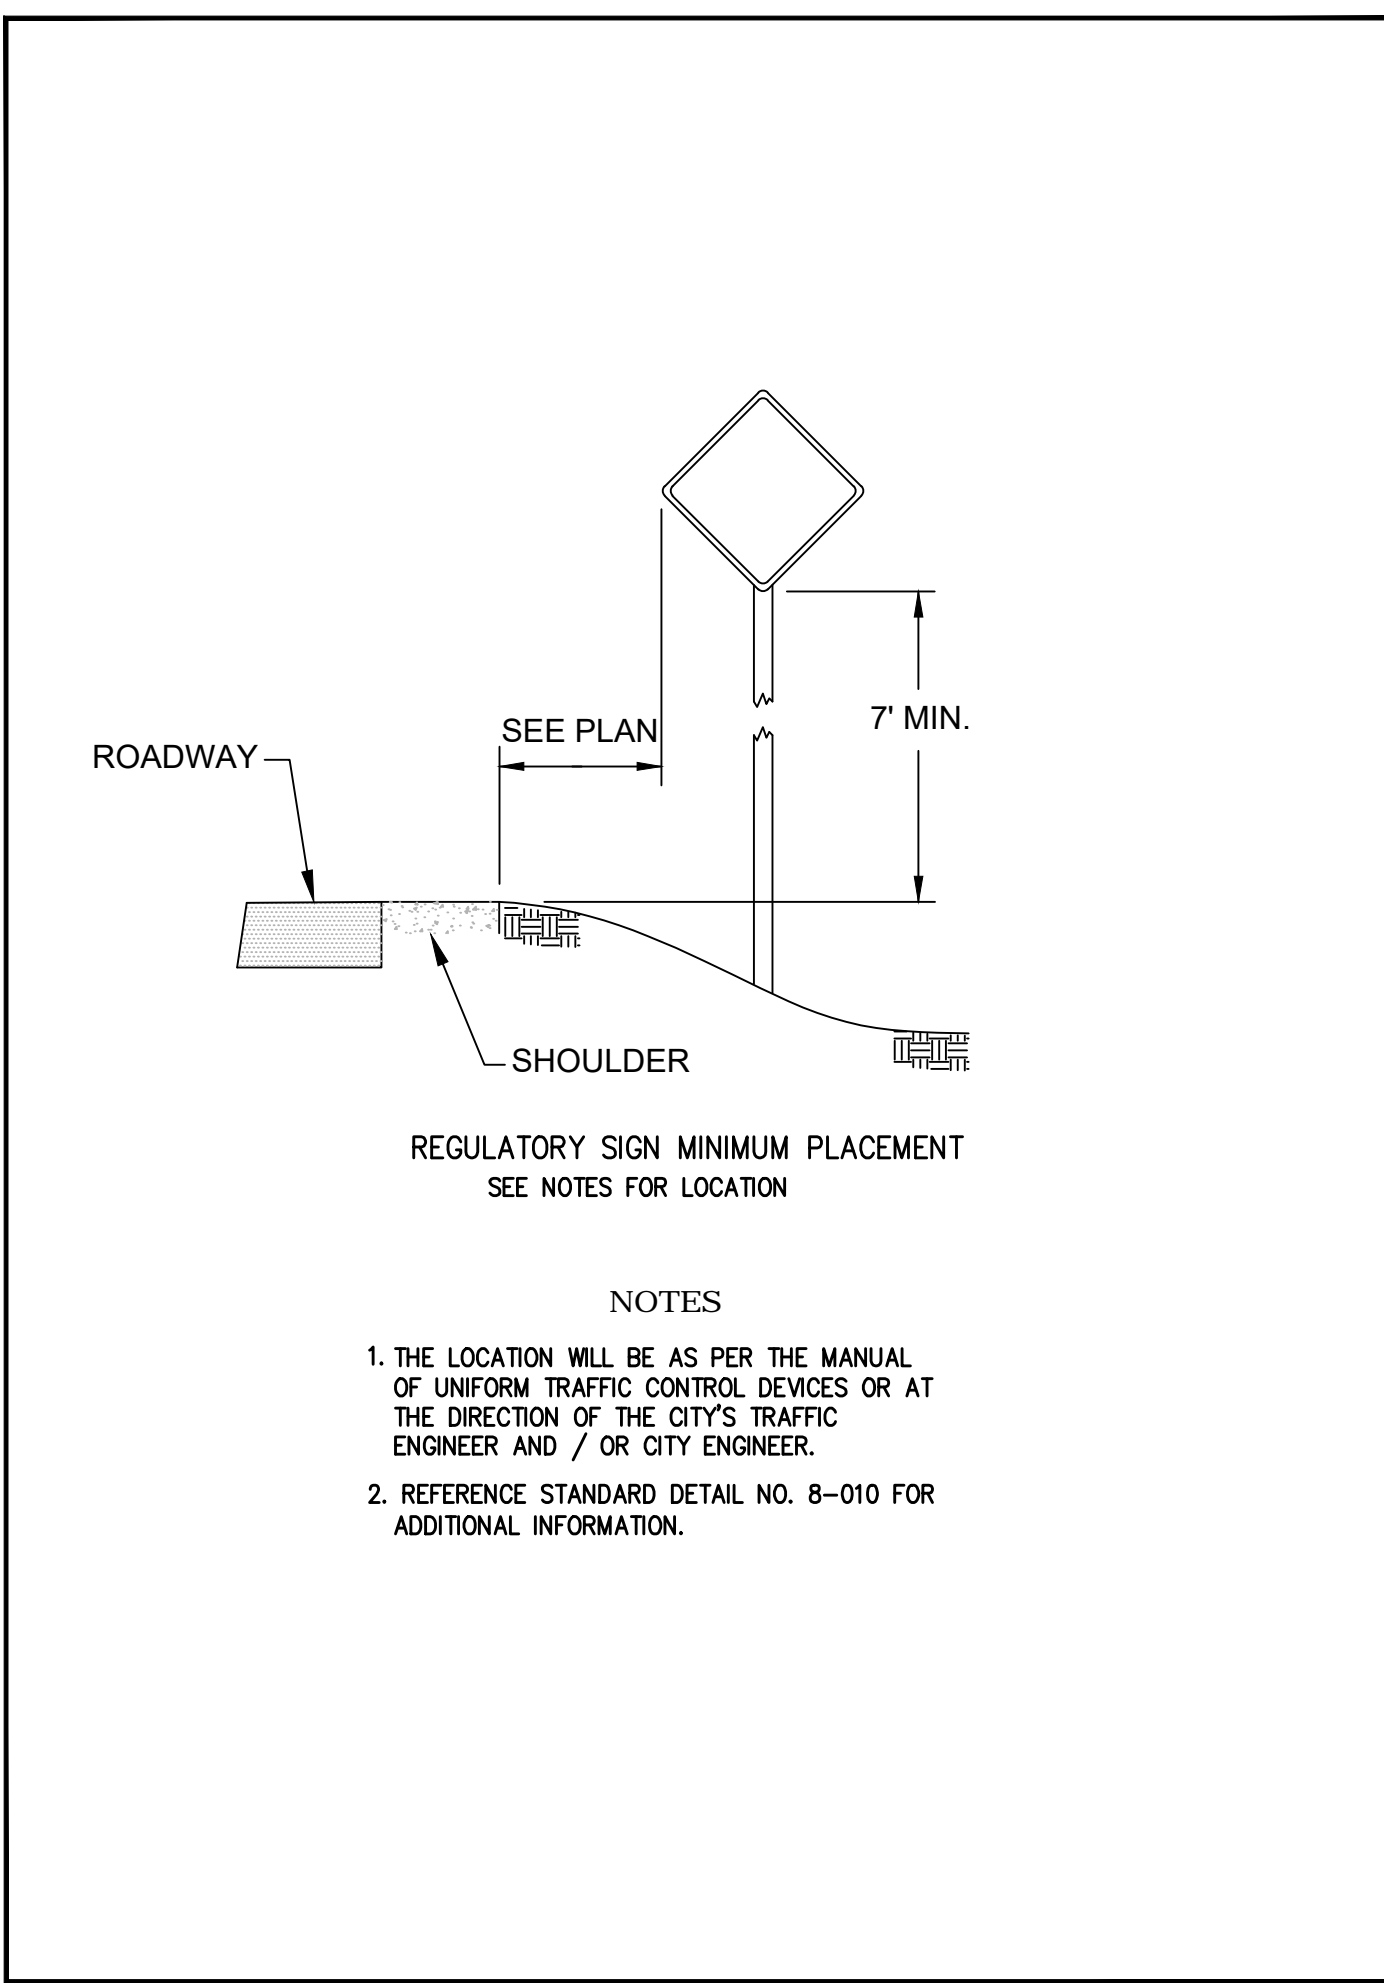 SEE PLAN
7' MIN.
ROADWAY
SHOULDER
REGULATORY SIGN MINIMUM PLACEMENT
SEE NOTES FOR LOCATION
NOTES
1. THE LOCATION WILL BE AS PER THE MANUAL
OF UNIFORM TRAFFIC CONTROL DEVICES OR AT
THE DIRECTION OF THE CITY'S TRAFFIC
ENGINEER AND / OR CITY ENGINEER.
2. REFERENCE STANDARD DETAIL NO. 8-010 FOR
ADDITIONAL INFORMATION.